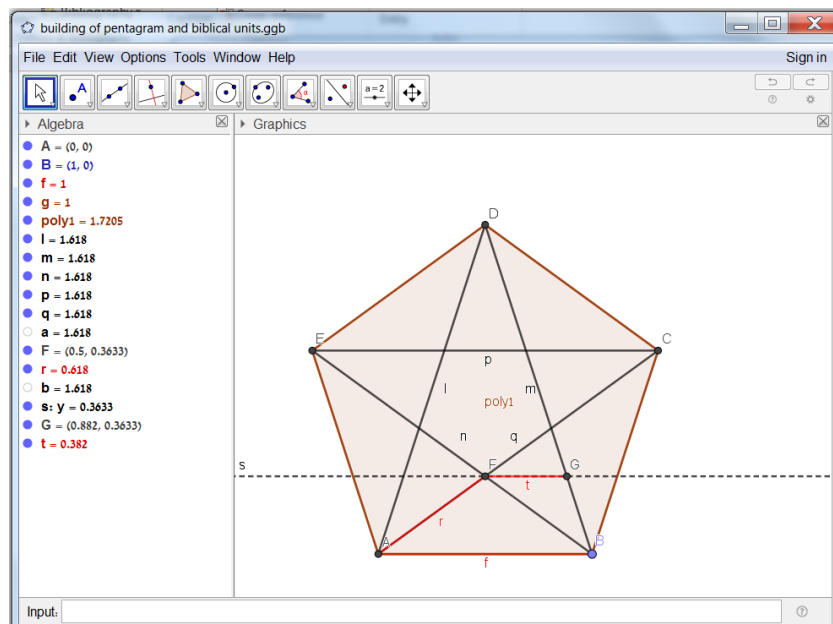 building of pentagram and biblical units.ggb
File Edit View Options Tools Window Help
Sign in
A
a=2
Algebra
Graphics
A = (0, 0)
B = (1, 0)
f = 1
g = 1
poly1 = 1.7205
l = 1.618
m = 1.618
n = 1.618
p = 1.618
q = 1.618
a = 1.618
F = (0.5, 0.3633)
r = 0.618
b = 1.618
s: y = 0.3633
G = (0.882, 0.3633)
t = 0.382
D
E
C
p
l
m
poly1
n
q
s
F
G
t
r
A
B
f
Input: